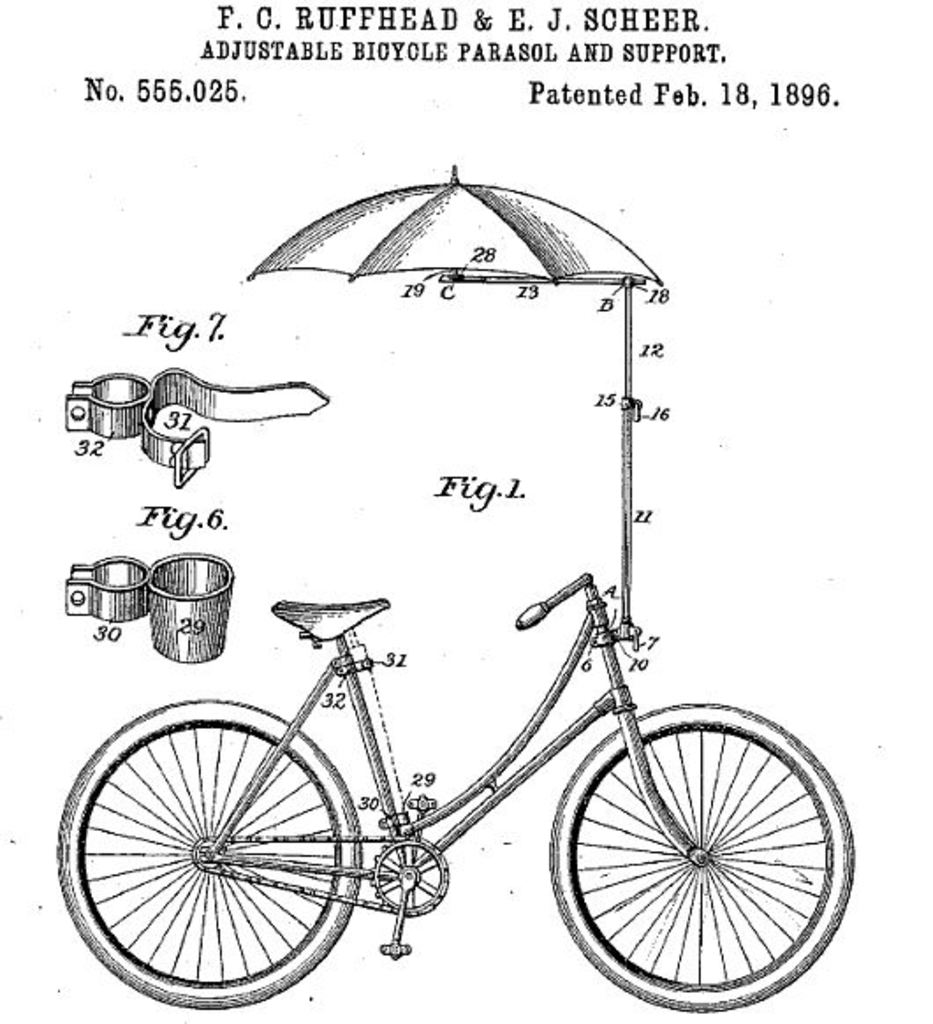 F. C. RUFFHEAD & E. J. SCHEER.
ADJUSTABLE BICYCLE PARASOL AND SUPPORT.
No. 555.025.
Patented Feb. 18, 1896.
28
19
C
13
B
18
12
Fig. 7.
15
16
31
32
Fig. 1.
11
Fig. 6.
A
30
29
7
6
10
31
32
29
30